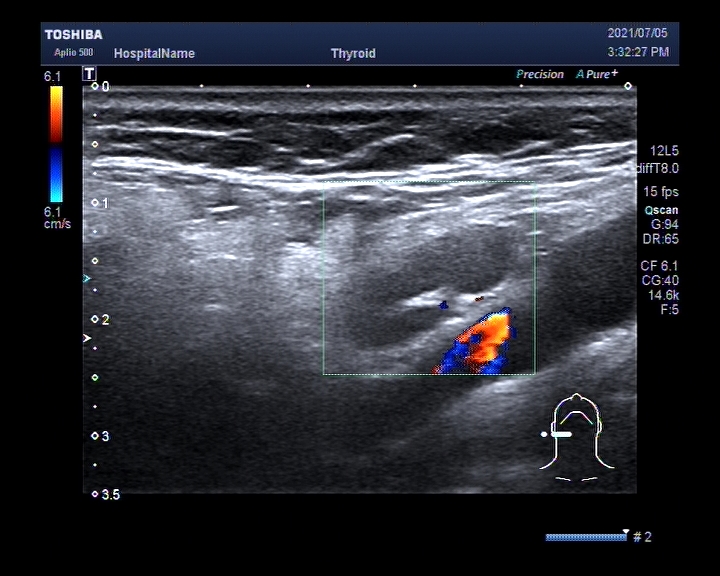 TOSHIBA
Aplio 500 HospitalName Thyroid
2021/07/05
3:32:27 PM
Precision A Pure+
6.1
6.1
cm/s
T
0
1
2
3
3.5
12L5
diffT8.0
15 fps
Qscan
G:94
DR:65
CF 6.1
CG:40
14.6k
F:5
# 2